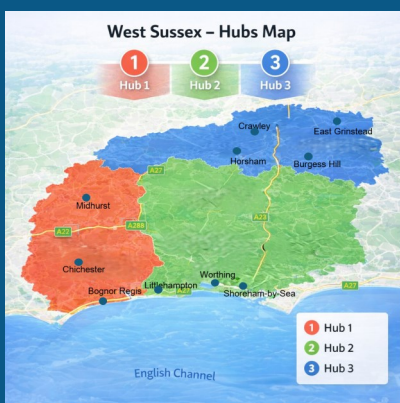 West Sussex – Hubs Map
1
2
3
Hub 1
Hub 2
Hub 3
Crawley
East Grinstead
Horsham
Burgess Hill
A27
Midhurst
A22
A286
A23
Chichester
Worthing
Littlehampton
Shoreham-by-Sea
Bognor Regis
A27
1 Hub 1
2 Hub 2
3 Hub 3
English Channel